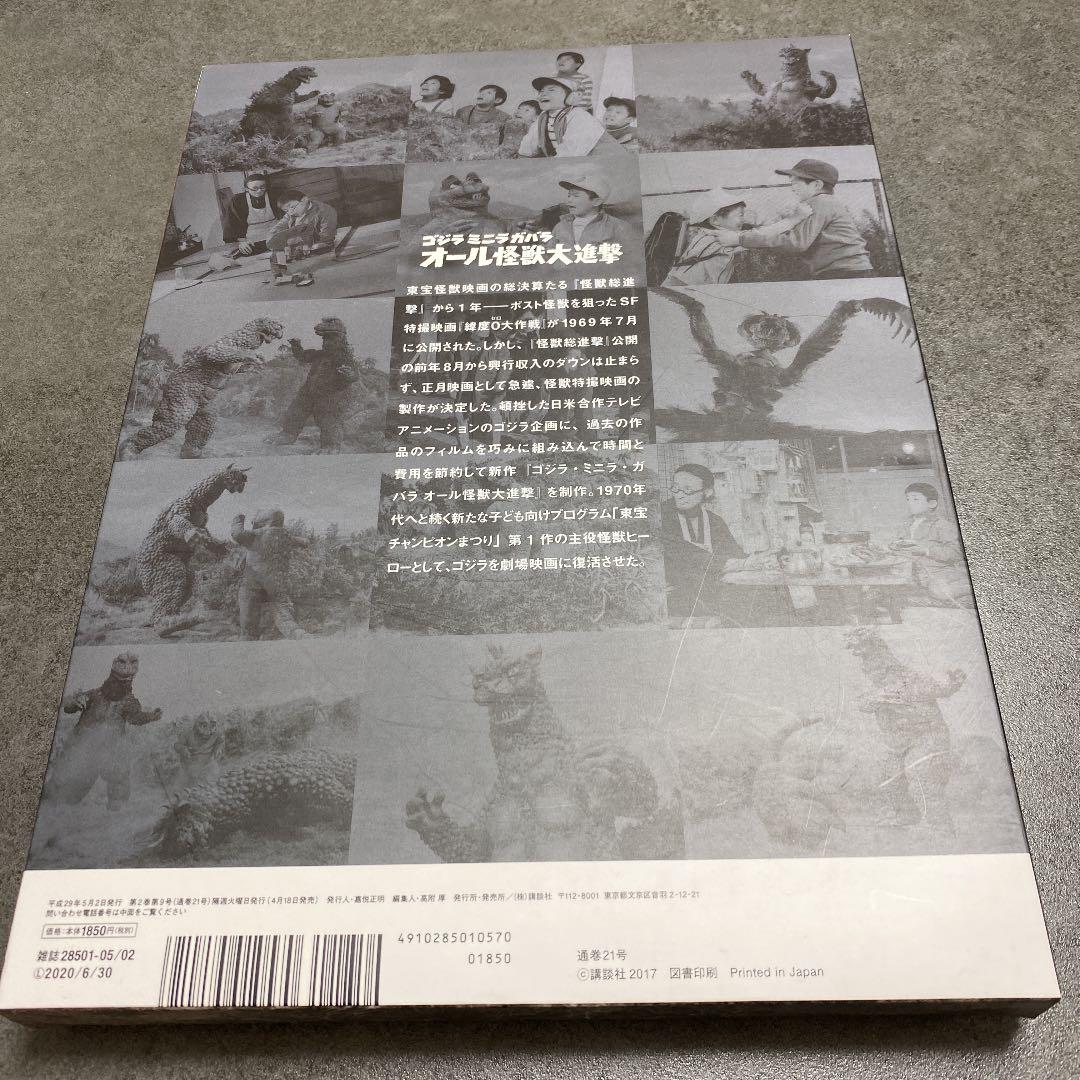 ゴジラ ミニラ ガバラ
オール怪獣大進撃
東宝怪獣映画の総決算たる『怪獣総進
撃』から1年——ポスト怪獣を狙ったSF
特撮映画『緯度0大作戦』が1969年7月
ゼロ
に公開された。しかし、『怪獣総進撃』公開
の前年8月から興行収入のダウンは止まら
ず、正月映画として急遽、怪獣特撮映画の
製作が決定した。頓挫した日米合作テレビ
アニメーションのゴジラ企画に、過去の作
品のフィルムを巧みに組み込んで時間と
費用を節約して新作『ゴジラ・ミニラ・ガ
バラ オール怪獣大進撃』を制作。1970年
代へと続く新たな子ども向けプログラム「東宝
チャンピオンまつり」第1作の主役怪獣ヒー
ローとして、ゴジラを劇場映画に復活させた。
平成29年5月2日発行 第2巻第9号(通巻21号)隔週火曜日発行(4月18日発売) 発行人・嘉悦正明 編集人・高附 厚 発行所・発売所/(株)講談社 〒112-8001 東京都文京区音羽2-12-21
問い合わせ電話番号は中面をご覧ください
価格:本体1850円(税別)
雑誌28501-05/02
Ⓛ2020/6/30
4910285010570
01850
通巻21号
©講談社 2017 図書印刷 Printed in Japan